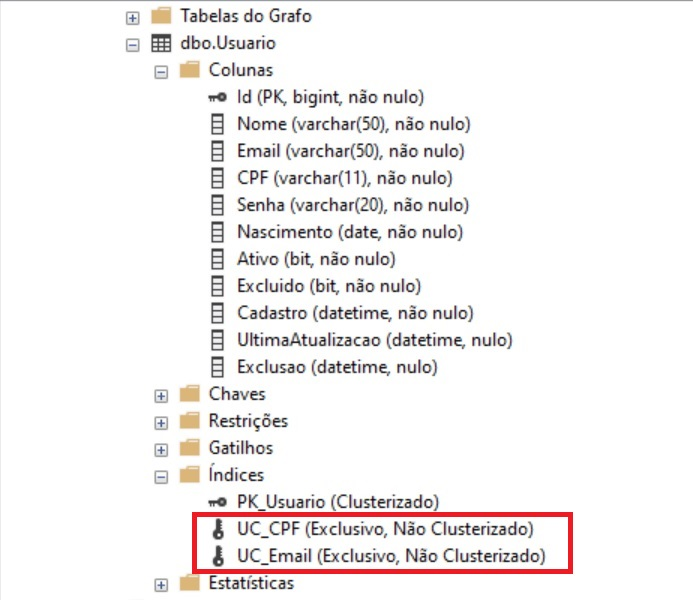 Tabelas do Grafo
dbo.Usuario
Colunas
Id (PK, bigint, não nulo)
Nome (varchar(50), não nulo)
Email (varchar(50), não nulo)
CPF (varchar(11), não nulo)
Senha (varchar(20), não nulo)
Nascimento (date, não nulo)
Ativo (bit, não nulo)
Excluido (bit, não nulo)
Cadastro (datetime, não nulo)
UltimaAtualizacao (datetime, nulo)
Exclusao (datetime, nulo)
Chaves
Restrições
Gatilhos
Índices
PK_Usuario (Clusterizado)
UC_CPF (Exclusivo, Não Clusterizado)
UC_Email (Exclusivo, Não Clusterizado)
Estatísticas